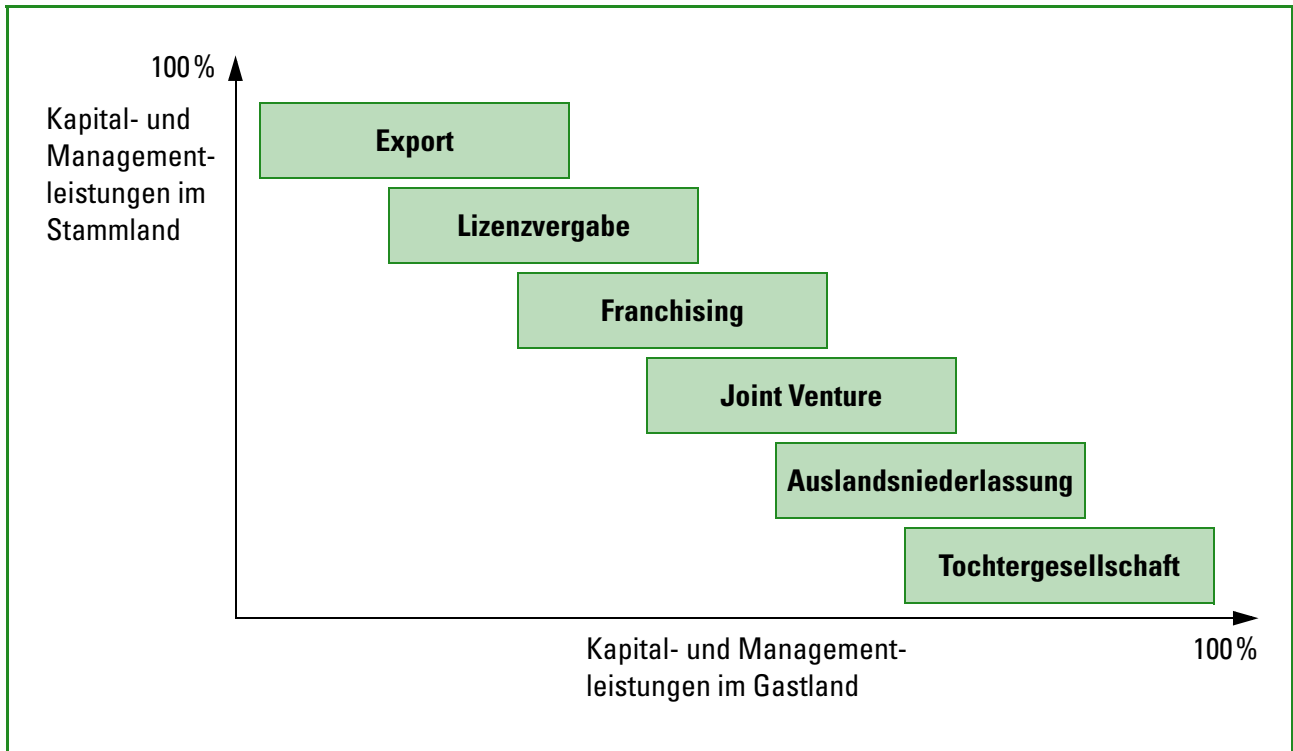 100 %
Kapital- und
Management-
leistungen im
Stammland
Export
Lizenzvergabe
Franchising
Joint Venture
Auslandsniederlassung
Tochtergesellschaft
Kapital- und Management-
leistungen im Gastland
100 %